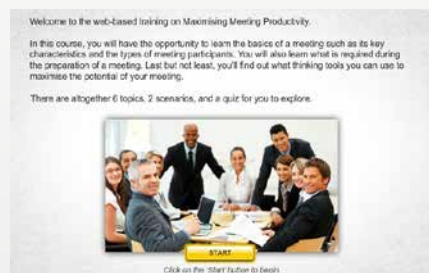 Welcome to the web-based training on Maximising Meeting Productvity.
In this course, you will have the opportunity to learn the basics of a meeting such as its key
characteristics and the types of meeting participants. You will also learn what is required during
the preparation of a meeting. Last but not least, you'll find out what thinking tools you can use to
maximise the potential of your meeting.
There are altogether 6 topics, 2 scenarios, and a quiz for you to explore.
START
Click on the 'Start' button to begin